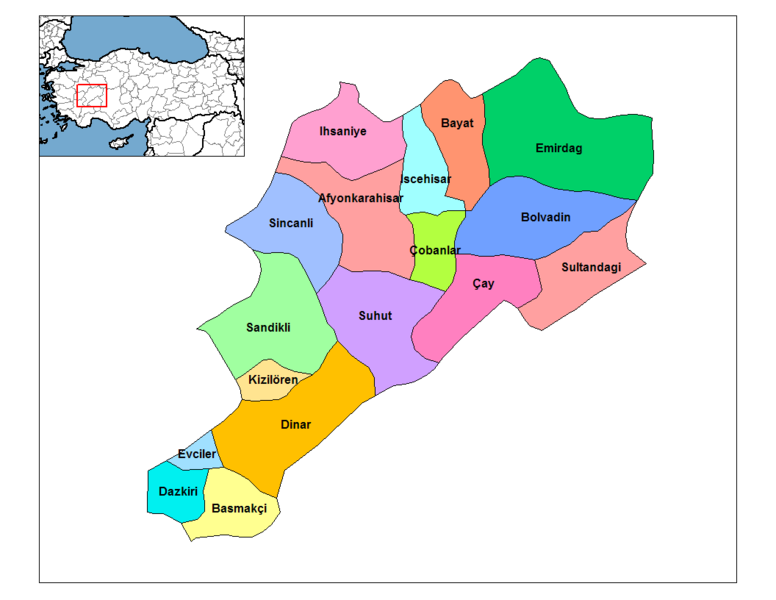 Ihsaniye
Bayat
Emirdag
Iscehisar
Afyonkarahisar
Sincanli
Bolvadin
Çobanlar
Sultandagi
Çay
Suhut
Sandikli
Kizilören
Dinar
Evciler
Dazkiri
Basmakçi